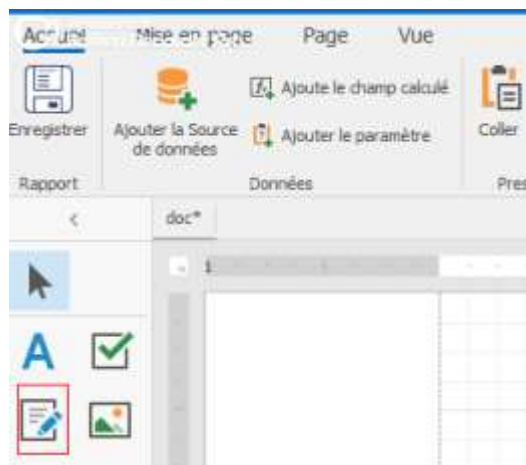 Accueil Mise en page Page Vue
Ajoute le champ calculé
Enregistrer Ajouter la Source de données Ajouter le paramètre Coller
Rapport Données Pres
doc*
1
A